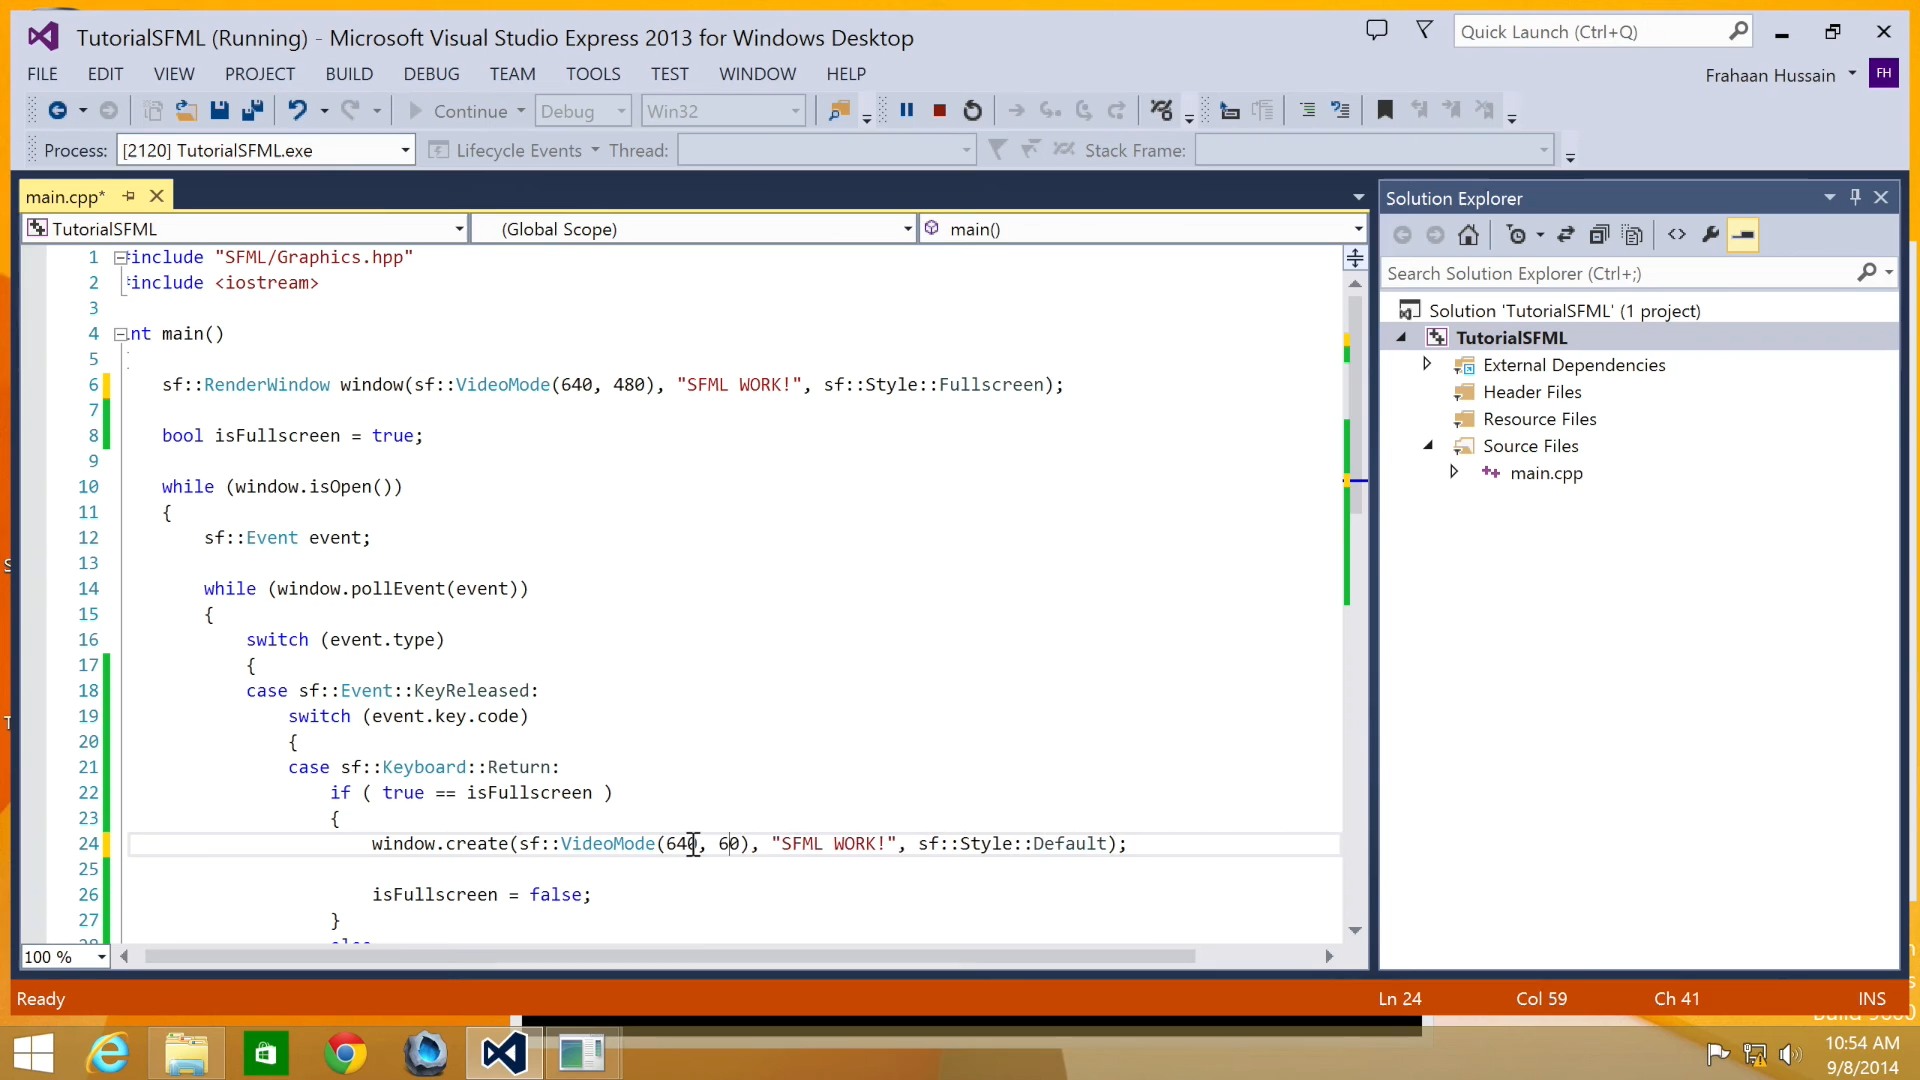 TutorialSFML (Running) - Microsoft Visual Studio Express 2013 for Windows Desktop
Quick Launch (Ctrl+Q)
FILE EDIT VIEW PROJECT BUILD DEBUG TEAM TOOLS TEST WINDOW HELP
Frahaan Hussain FH
Continue Debug Win32
Process: [2120] TutorialSFML.exe Lifecycle Events Thread: Stack Frame:
main.cpp*
TutorialSFML (Global Scope) main()
1 include "SFML/Graphics.hpp"
2 include <iostream>
3
4 nt main()
5
6 sf::RenderWindow window(sf::VideoMode(640, 480), "SFML WORK!", sf::Style::Fullscreen);
7
8 bool isFullscreen = true;
9
10 while (window.isOpen())
11 {
12 sf::Event event;
13
14 while (window.pollEvent(event))
15 {
16 switch (event.type)
17 {
18 case sf::Event::KeyReleased:
19 switch (event.key.code)
20 {
21 case sf::Keyboard::Return:
22 if ( true == isFullscreen )
23 {
24 window.create(sf::VideoMode(640, 60), "SFML WORK!", sf::Style::Default);
25
26 isFullscreen = false;
27 }
100 %
Solution Explorer
Search Solution Explorer (Ctrl+;)
Solution 'TutorialSFML' (1 project)
TutorialSFML
External Dependencies
Header Files
Resource Files
Source Files
main.cpp
Ready Ln 24 Col 59 Ch 41 INS
10:54 AM
9/8/2014